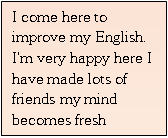 I come here to
improve my English.
I'm very happy here I
have made lots of
friends my mind
becomes fresh